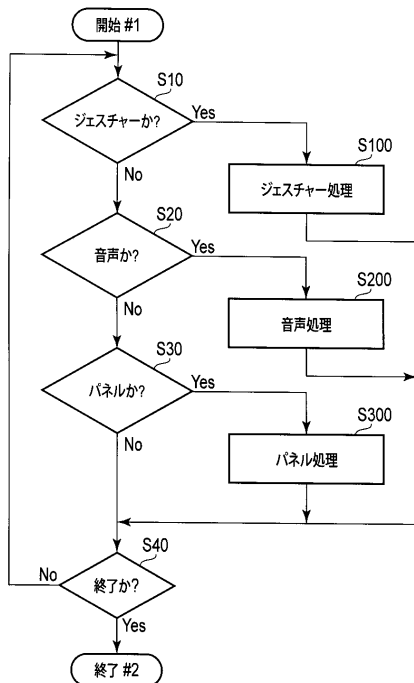 開始 #1
S10
ジェスチャーか?
Yes
No
S100
ジェスチャー処理
S20
音声か?
Yes
No
S200
音声処理
S30
パネルか?
Yes
No
S300
パネル処理
S40
終了か?
No
Yes
終了 #2